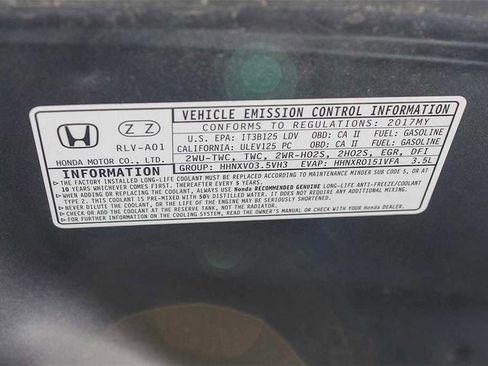 VEHICLE EMISSION CONTROL INFORMATION
CONFORMS TO REGULATIONS: 2017MY
U.S. EPA: IT3B125 LDV OBD: CA II FUEL: GASOLINE
CALIFORNIA: ULEV125 PC OBD: CA II FUEL: GASOLINE
2WU-TWC, TWC, 2WR-HO2S, 2HO2S, EGR, DFI
GROUP: HHNXV03.5VH3 EVAP: HHNXR0151VFA 3.5L
Z Z
RLV-A01
HONDA MOTOR CO., LTD.
INFORMATION
▶THE FACTORY INSTALLED LONG-LIFE COOLANT MUST BE REPLACED ACCORDING TO MAINTENANCE MINDER SUB CODE 5, OR AT
10 YEARS WHICHEVER COMES FIRST. THEREAFTER EVERY 5 YEARS.
▶WHEN ADDING OR REPLACING THE COOLANT, ALWAYS USE Honda RECOMMENDED GENUINE LONG-LIFE ANTI-FREEZE/COOLANT
TYPE 2. THIS COOLANT IS PRE-MIXED WITH 50% DISTILLED WATER AND DOES NOT REQUIRE ANY ADDITIONAL MIXING.
▶NEVER DILUTE THE COOLANT, OR THE LIFE OF THE ENGINE MAY BE SERIOUSLY SHORTENED.
▶CHECK OR ADD THE COOLANT AT THE RESERVE TANK, NOT THE RADIATOR.
▶FOR FURTHER INFORMATION ON THE COOLING SYSTEM, READ THE OWNER'S MANUAL OR CONSULT WITH YOUR Honda DEALER.